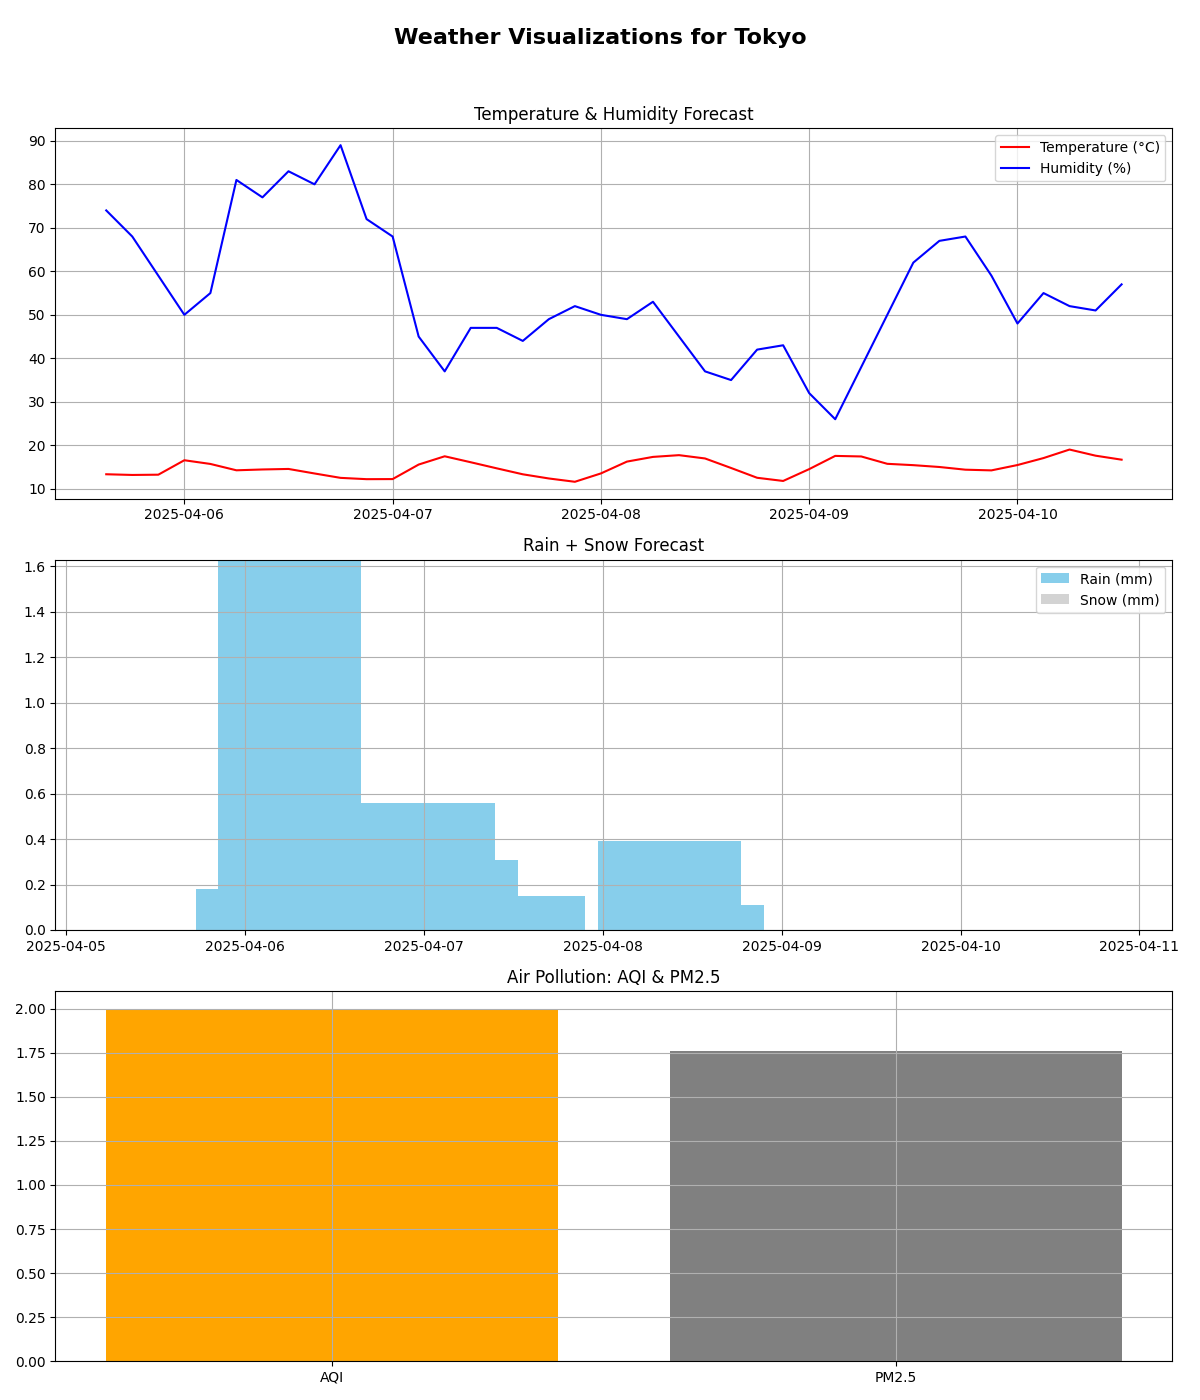 Weather Visualizations for Tokyo
Temperature & Humidity Forecast
90
80
70
60
50
40
30
20
10
Temperature (°C)
Humidity (%)
2025-04-06 2025-04-07 2025-04-08 2025-04-09 2025-04-10
Rain + Snow Forecast
1.6
1.4
1.2
1.0
0.8
0.6
0.4
0.2
0.0
Rain (mm)
Snow (mm)
2025-04-05 2025-04-06 2025-04-07 2025-04-08 2025-04-09 2025-04-10 2025-04-11
Air Pollution: AQI & PM2.5
2.00
1.75
1.50
1.25
1.00
0.75
0.50
0.25
0.00
AQI PM2.5